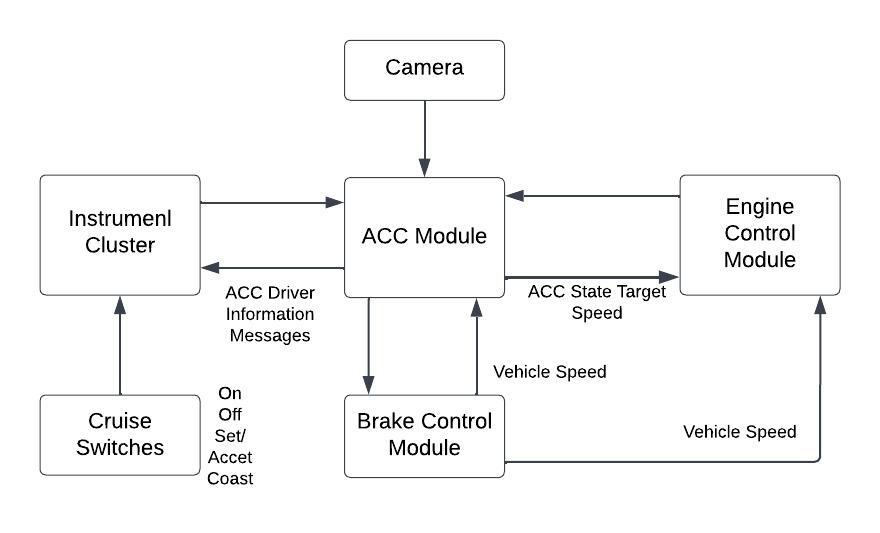 Camera
Instrumenl
Cluster
ACC Module
Engine
Control
Module
ACC Driver
Information
Messages
ACC State Target
Speed
Vehicle Speed
On
Off
Set/
Accet
Coast
Cruise
Switches
Brake Control
Module
Vehicle Speed